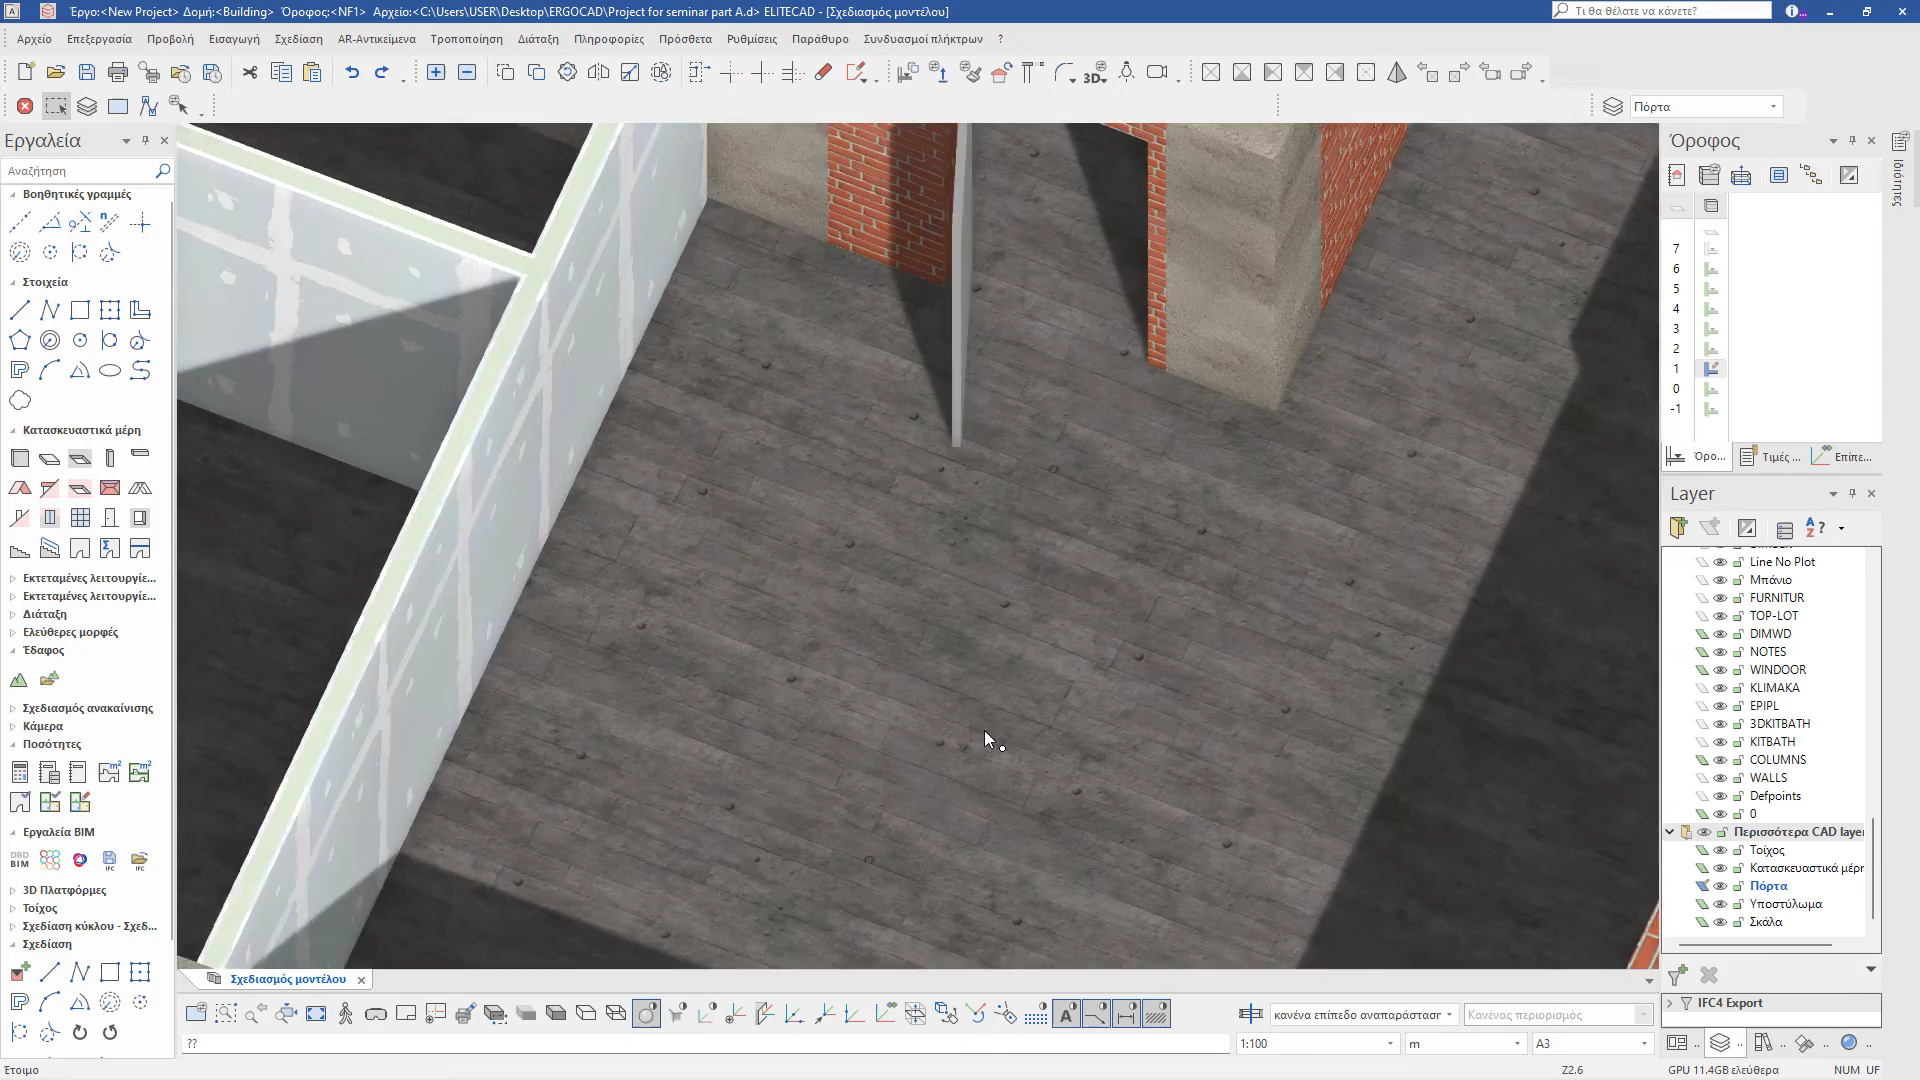 Έργο:<New Project> Δομή:<Building> Όροφος:<NF1> Αρχείο:<C:\Users\USER\Desktop\ERGOCAD\Project for seminar part A.d> ELITECAD - [Σχεδιασμός μοντέλου]
Τι θα θέλατε να κάνετε?
Αρχείο Επεξεργασία Προβολή Εισαγωγή Σχεδίαση AR-Αντικείμενα Τροποποίηση Διάταξη Πληροφορίες Πρόσθετα Ρυθμίσεις Παράθυρο Συνδυασμοί πλήκτρων ?
3D
Πόρτα
Εργαλεία
Αναζήτηση
Βοηθητικές γραμμές
Στοιχεία
Κατασκευαστικά μέρη
Εκτεταμένες λειτουργίε...
Εκτεταμένες λειτουργίε...
Διάταξη
Ελεύθερες μορφές
Έδαφος
Σχεδιασμός ανακαίνισης
Κάμερα
Ποσότητες
Εργαλεία BIM
3D Πλατφόρμες
Τοίχος
Σχεδίαση κύκλου - Σχεδ...
Σχεδίαση
Όροφος
Ιδιότητες
7
6
5
4
3
2
1
0
-1
Όρο... Τιμές ... Επίπε...
Layer
Line No Plot
Μπάνιο
FURNITUR
TOP-LOT
DIMWD
NOTES
WINDOOR
KLIMAKA
EPIPL
3DKITBATH
KITBATH
COLUMNS
WALLS
Defpoints
0
Περισσότερα CAD layer
Τοίχος
Κατασκευαστικά μέρη
Πόρτα
Υποστύλωμα
Σκάλα
IFC4 Export
Σχεδιασμός μοντέλου
κανένα επίπεδο αναπαράστασης
Κανένας περιορισμός
??
1:100 m A3
Έτοιμο
Z2.6
GPU 11.4GB ελεύθερα
NUM UF